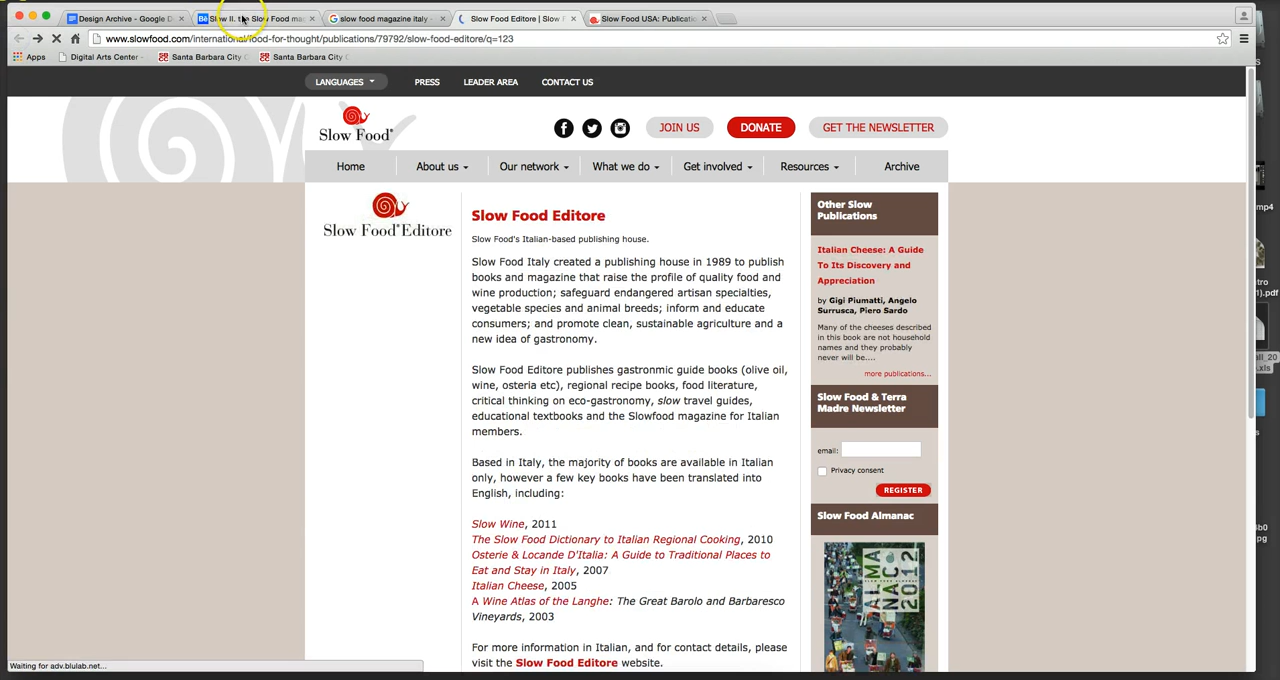 Design Archive - Google D
Bē Slow II. the Slow Food mag
slow food magazine italy -
Slow Food Editore | Slow F
Slow Food USA: Publicatio
www.slowfood.com/international/food-for-thought/publications/79792/slow-food-editore/q=123
Apps Digital Arts Center - Santa Barbara City C Santa Barbara City C
LANGUAGES PRESS LEADER AREA CONTACT US
Slow Food®
JOIN US DONATE GET THE NEWSLETTER
Home About us Our network What we do Get involved Resources Archive
Slow Food® Editore
Slow Food Editore
Slow Food's Italian-based publishing house.
Slow Food Italy created a publishing house in 1989 to publish
books and magazine that raise the profile of quality food and
wine production; safeguard endangered artisan specialties,
vegetable species and animal breeds; inform and educate
consumers; and promote clean, sustainable agriculture and a
new idea of gastronomy.
Slow Food Editore publishes gastronmic guide books (olive oil,
wine, osteria etc), regional recipe books, food literature,
critical thinking on eco-gastronomy, slow travel guides,
educational textbooks and the Slowfood magazine for Italian
members.
Based in Italy, the majority of books are available in Italian
only, however a few key books have been translated into
English, including:
Slow Wine, 2011
The Slow Food Dictionary to Italian Regional Cooking, 2010
Osterie & Locande D'Italia: A Guide to Traditional Places to
Eat and Stay in Italy, 2007
Italian Cheese, 2005
A Wine Atlas of the Langhe: The Great Barolo and Barbaresco
Vineyards, 2003
For more information in Italian, and for contact details, please
visit the Slow Food Editore website.
Other Slow
Publications
Italian Cheese: A Guide
To Its Discovery and
Appreciation
by Gigi Piumatti, Angelo
Surrusca, Piero Sardo
Many of the cheeses described
in this book are not household
names and they probably
never will be....
more publications...
Slow Food & Terra
Madre Newsletter
email:
Privacy consent
REGISTER
Slow Food Almanac
ALMA
NAC
2012
Waiting for adv.blulab.net...
mp4
.pdf
.xls